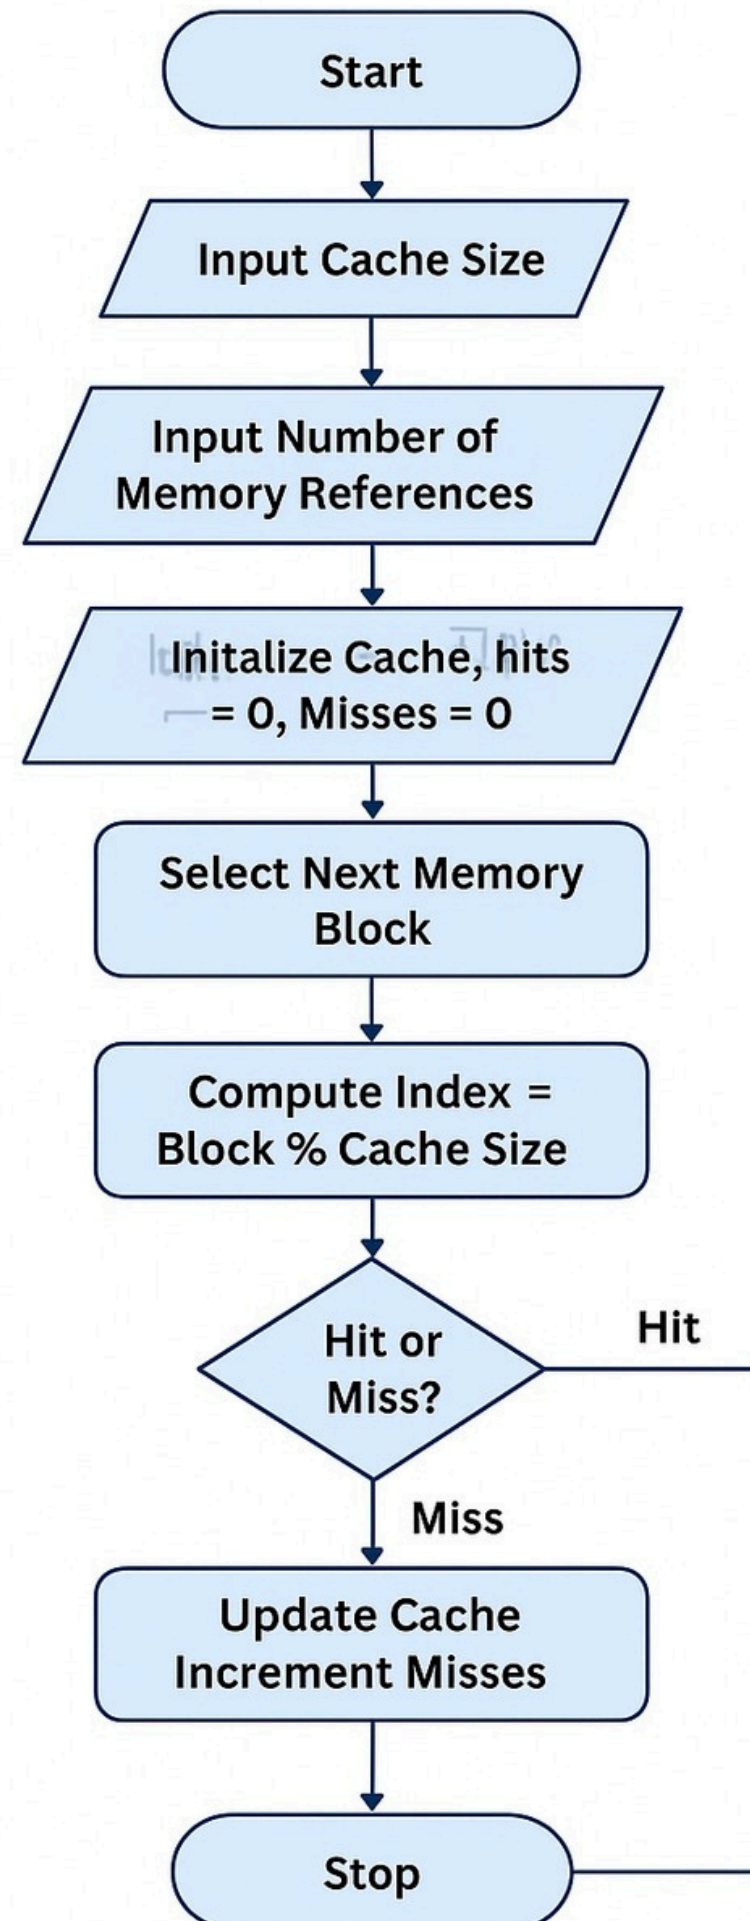 Start
Input Cache Size
Input Number of
Memory References
Initalize Cache, hits
= 0, Misses = 0
Select Next Memory
Block
Compute Index =
Block % Cache Size
Hit or
Miss?
Hit
Miss
Update Cache
Increment Misses
Stop